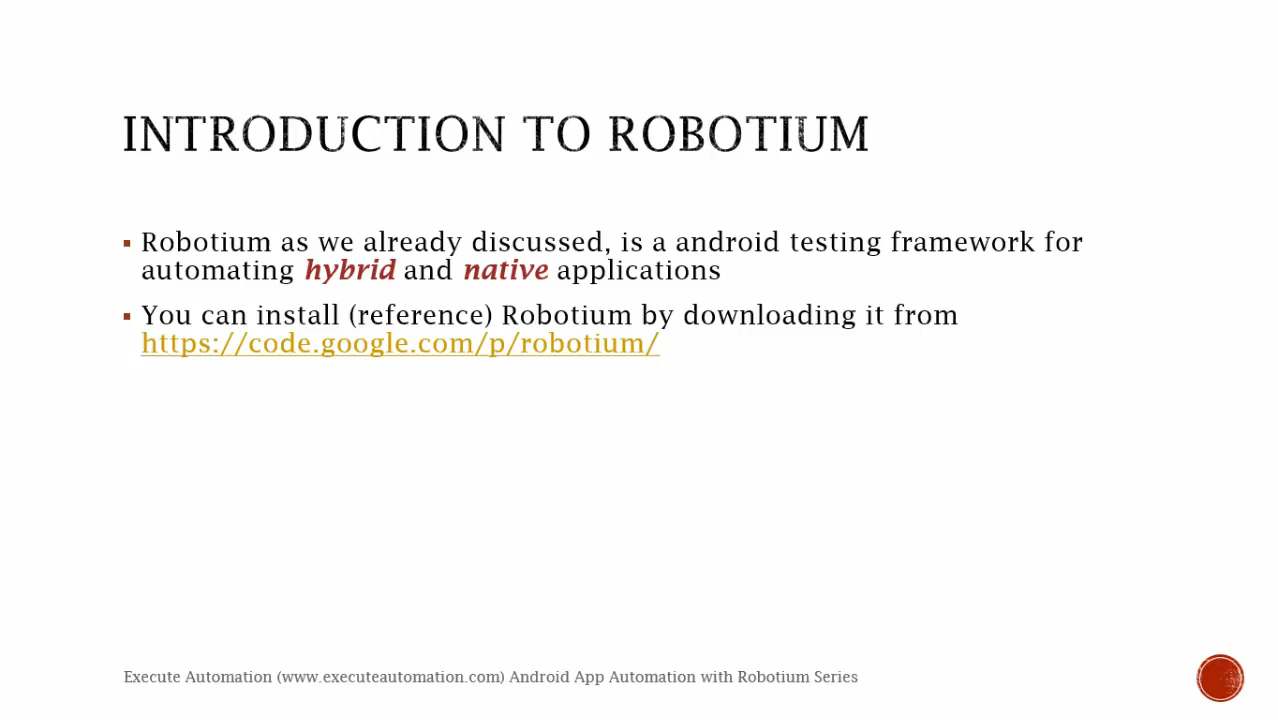 INTRODUCTION TO ROBOTIUM
▪ Robotium as we already discussed, is a android testing framework for
automating hybrid and native applications
▪ You can install (reference) Robotium by downloading it from
https://code.google.com/p/robotium/
Execute Automation (www.executeautomation.com) Android App Automation with Robotium Series